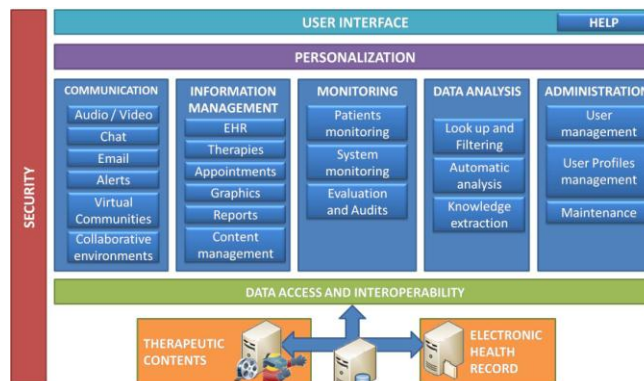 USER INTERFACE
HELP
PERSONALIZATION
SECURITY
COMMUNICATION
Audio / Video
Chat
Email
Alerts
Virtual
Communities
Collaborative
environments
INFORMATION
MANAGEMENT
EHR
Therapies
Appointments
Graphics
Reports
Content
management
MONITORING
Patients
monitoring
System
monitoring
Evaluation
and Audits
DATA ANALYSIS
Look up and
Filtering
Automatic
analysis
Knowledge
extraction
ADMINISTRATION
User
management
User Profiles
management
Maintenance
DATA ACCESS AND INTEROPERABILITY
THERAPEUTIC
CONTENTS
ELECTRONIC
HEALTH
RECORD